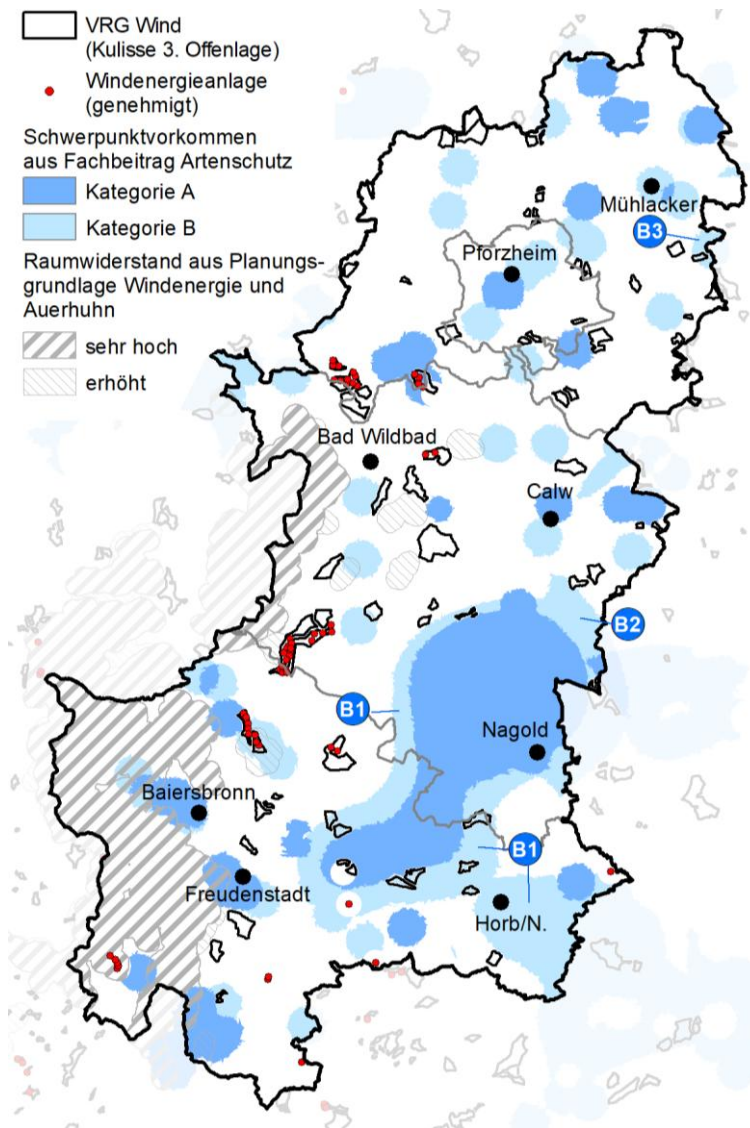 VRG Wind
(Kulisse 3. Offenlage)
Windenergieanlage
(genehmigt)
Schwerpunktvorkommen
aus Fachbeitrag Artenschutz
Kategorie A
Kategorie B
Raumwiderstand aus Planungs-
grundlage Windenergie und
Auerhuhn
sehr hoch
erhöht
Mühlacker
B3
Pforzheim
Bad Wildbad
Calw
B2
B1
Nagold
Baiersbronn
B1
Freudenstadt
Horb/N.